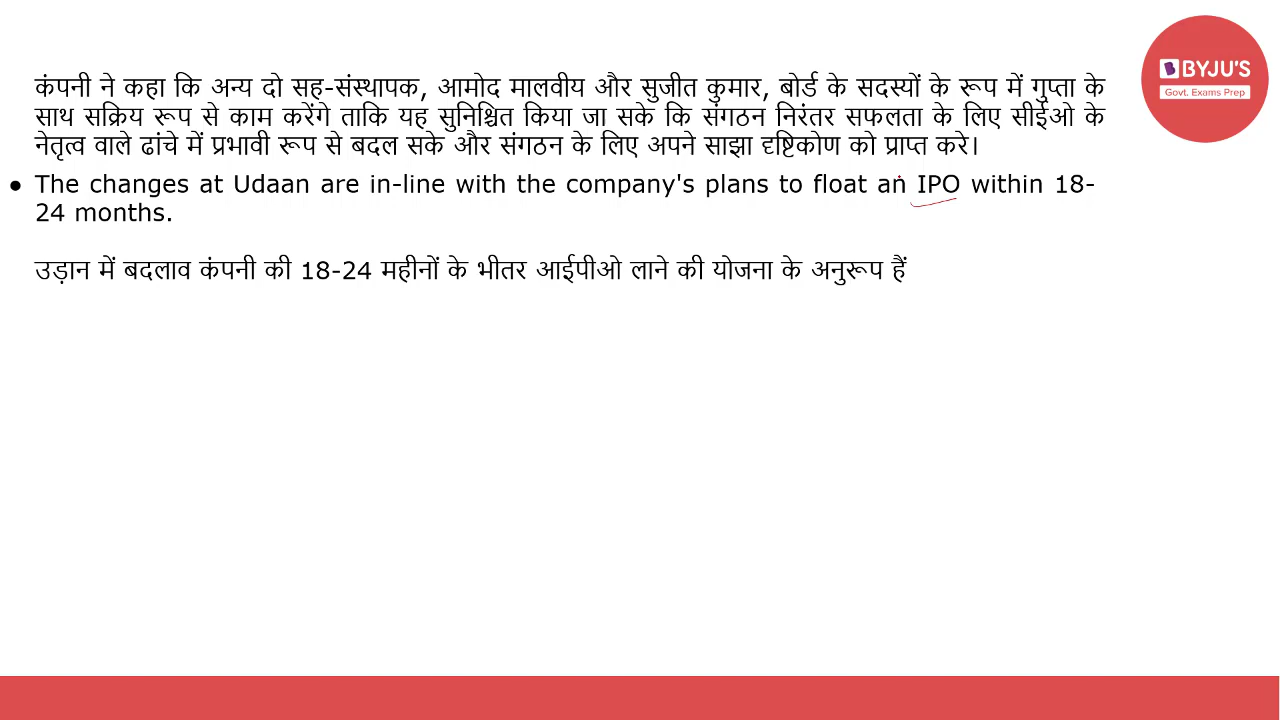 BYJU'S
Govt. Exams Prep
कंपनी ने कहा कि अन्य दो सह-संस्थापक, आमोद मालवीय और सुजीत कुमार, बोर्ड के सदस्यों के रूप में गुप्ता के
साथ सक्रिय रूप से काम करेंगे ताकि यह सुनिश्चित किया जा सके कि संगठन निरंतर सफलता के लिए सीईओ के
नेतृत्व वाले ढांचे में प्रभावी रूप से बदल सके और संगठन के लिए अपने साझा दृष्टिकोण को प्राप्त करे।
● The changes at Udaan are in-line with the company's plans to float an IPO within 18-
24 months.
उड़ान में बदलाव कंपनी की 18-24 महीनों के भीतर आईपीओ लाने की योजना के अनुरूप हैं